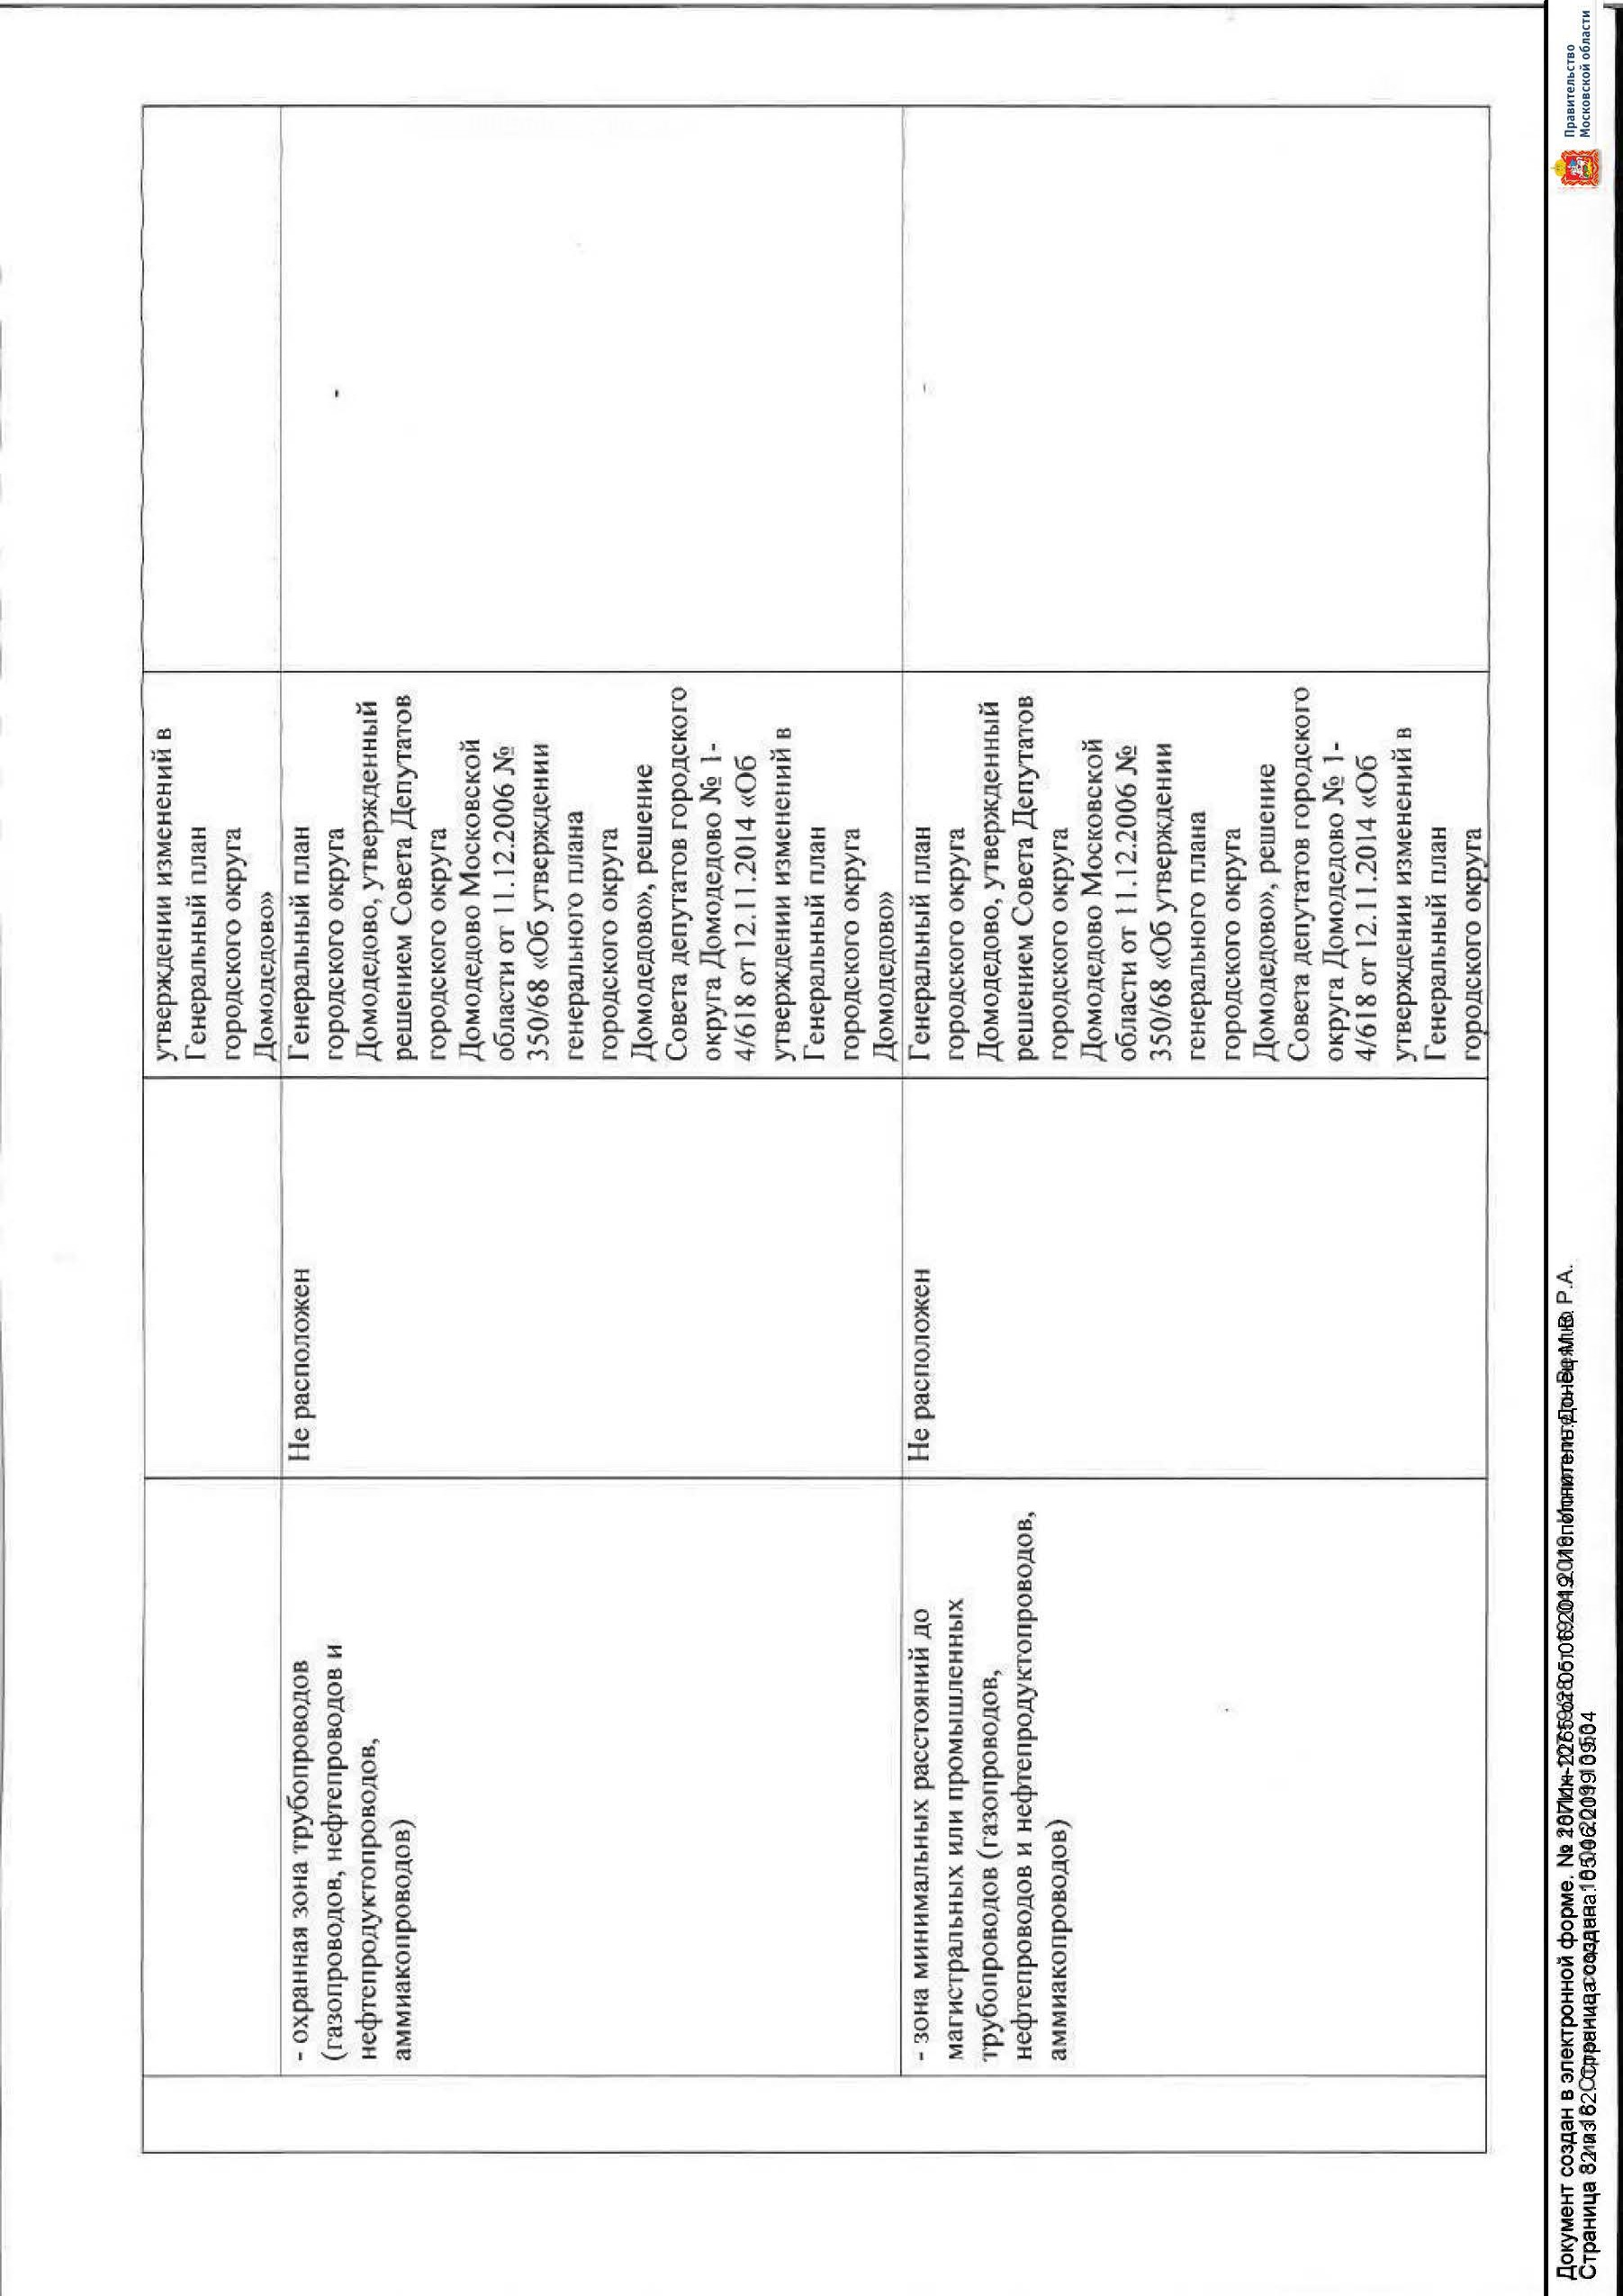 утверждении изменений в
Генеральный план
городского округа
Домодедово»
- охранная зона трубопроводов
(газопроводов, нефтепроводов и
нефтепродуктопроводов,
аммиакопроводов)
Не расположен
Генеральный план
городского округа
Домодедово, утвержденный
решением Совета Депутатов
городского округа
Домодедово Московской
области от 11.12.2006 №
350/68 «Об утверждении
генерального плана
городского округа
Домодедово», решение
Совета депутатов городского
округа Домодедово № 1-
4/618 от 12.11.2014 «Об
утверждении изменений в
Генеральный план
городского округа
Домодедово»
-
- зона минимальных расстояний до
магистральных или промышленных
трубопроводов (газопроводов,
нефтепроводов и нефтепродуктопроводов,
аммиакопроводов)
Не расположен
Генеральный план
городского округа
Домодедово, утвержденный
решением Совета Депутатов
городского округа
Домодедово Московской
области от 11.12.2006 №
350/68 «Об утверждении
генерального плана
городского округа
Домодедово», решение
Совета депутатов городского
округа Домодедово № 1-
4/618 от 12.11.2014 «Об
утверждении изменений в
Генеральный план
городского округа
-
Документ создан в электронной форме. № Р.А.
Страница
Правительство
Московской области